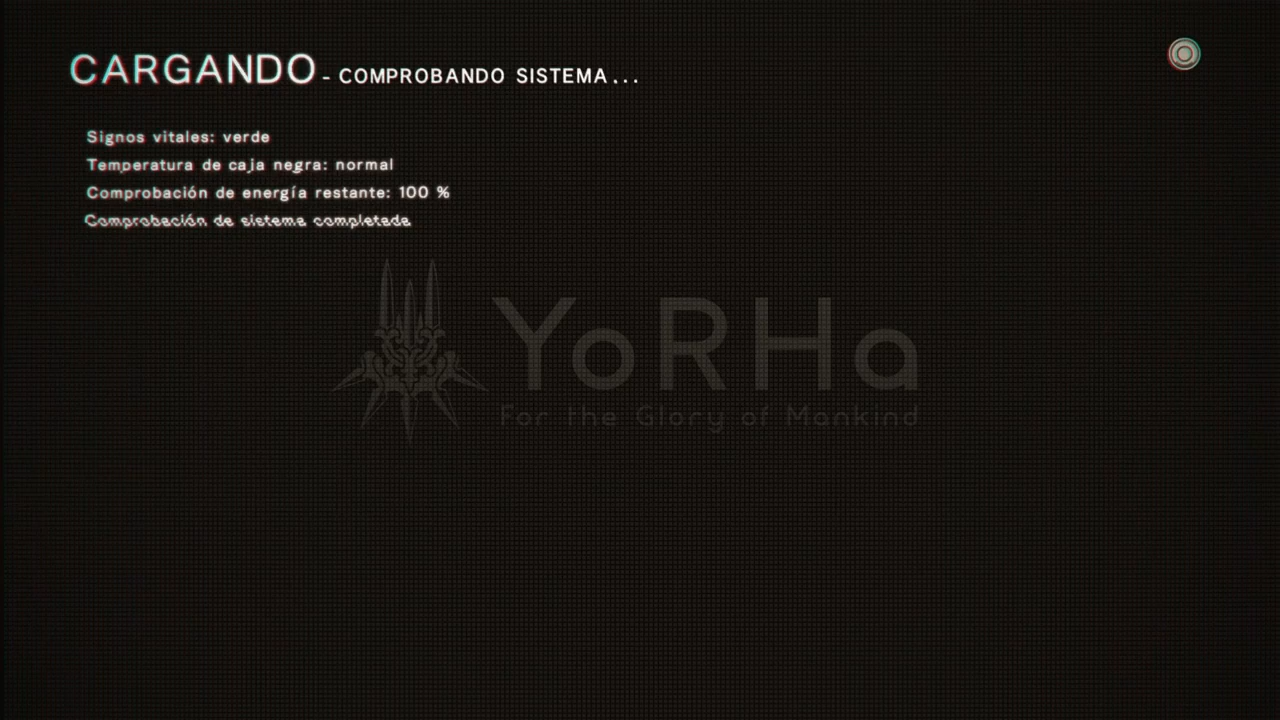 CARGANDO - COMPROBANDO SISTEMA...
Signos vitales: verde
Temperatura de caja negra: normal
Comprobación de energía restante: 100 %
Comprobación de sistema completada
YoRHa
For the Glory of Mankind